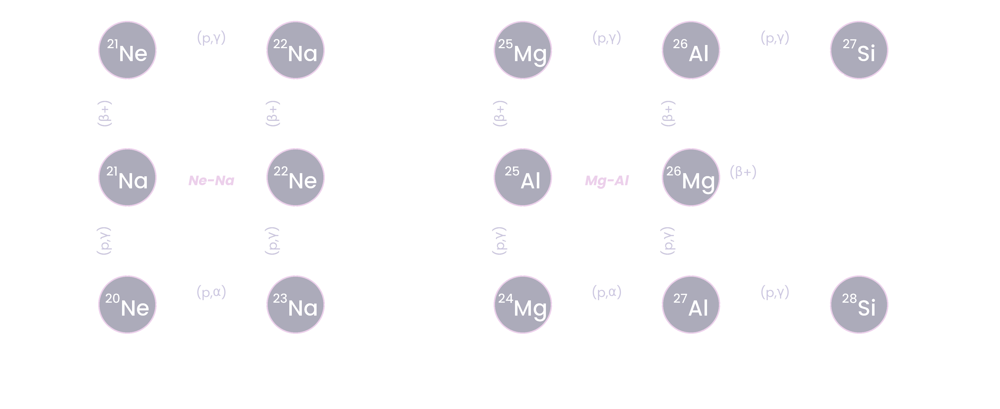 ²¹Ne (p,γ) ²²Na ²⁵Mg (p,γ) ²⁶Al (p,γ) ²⁷Si
(β+) (β+) (β+) (β+)
²¹Na Ne-Na ²²Ne ²⁵Al Mg-Al ²⁶Mg (β+)
(p,γ) (p,γ) (p,γ) (p,γ)
²⁰Ne (p,α) ²³Na ²⁴Mg (p,α) ²⁷Al (p,γ) ²⁸Si